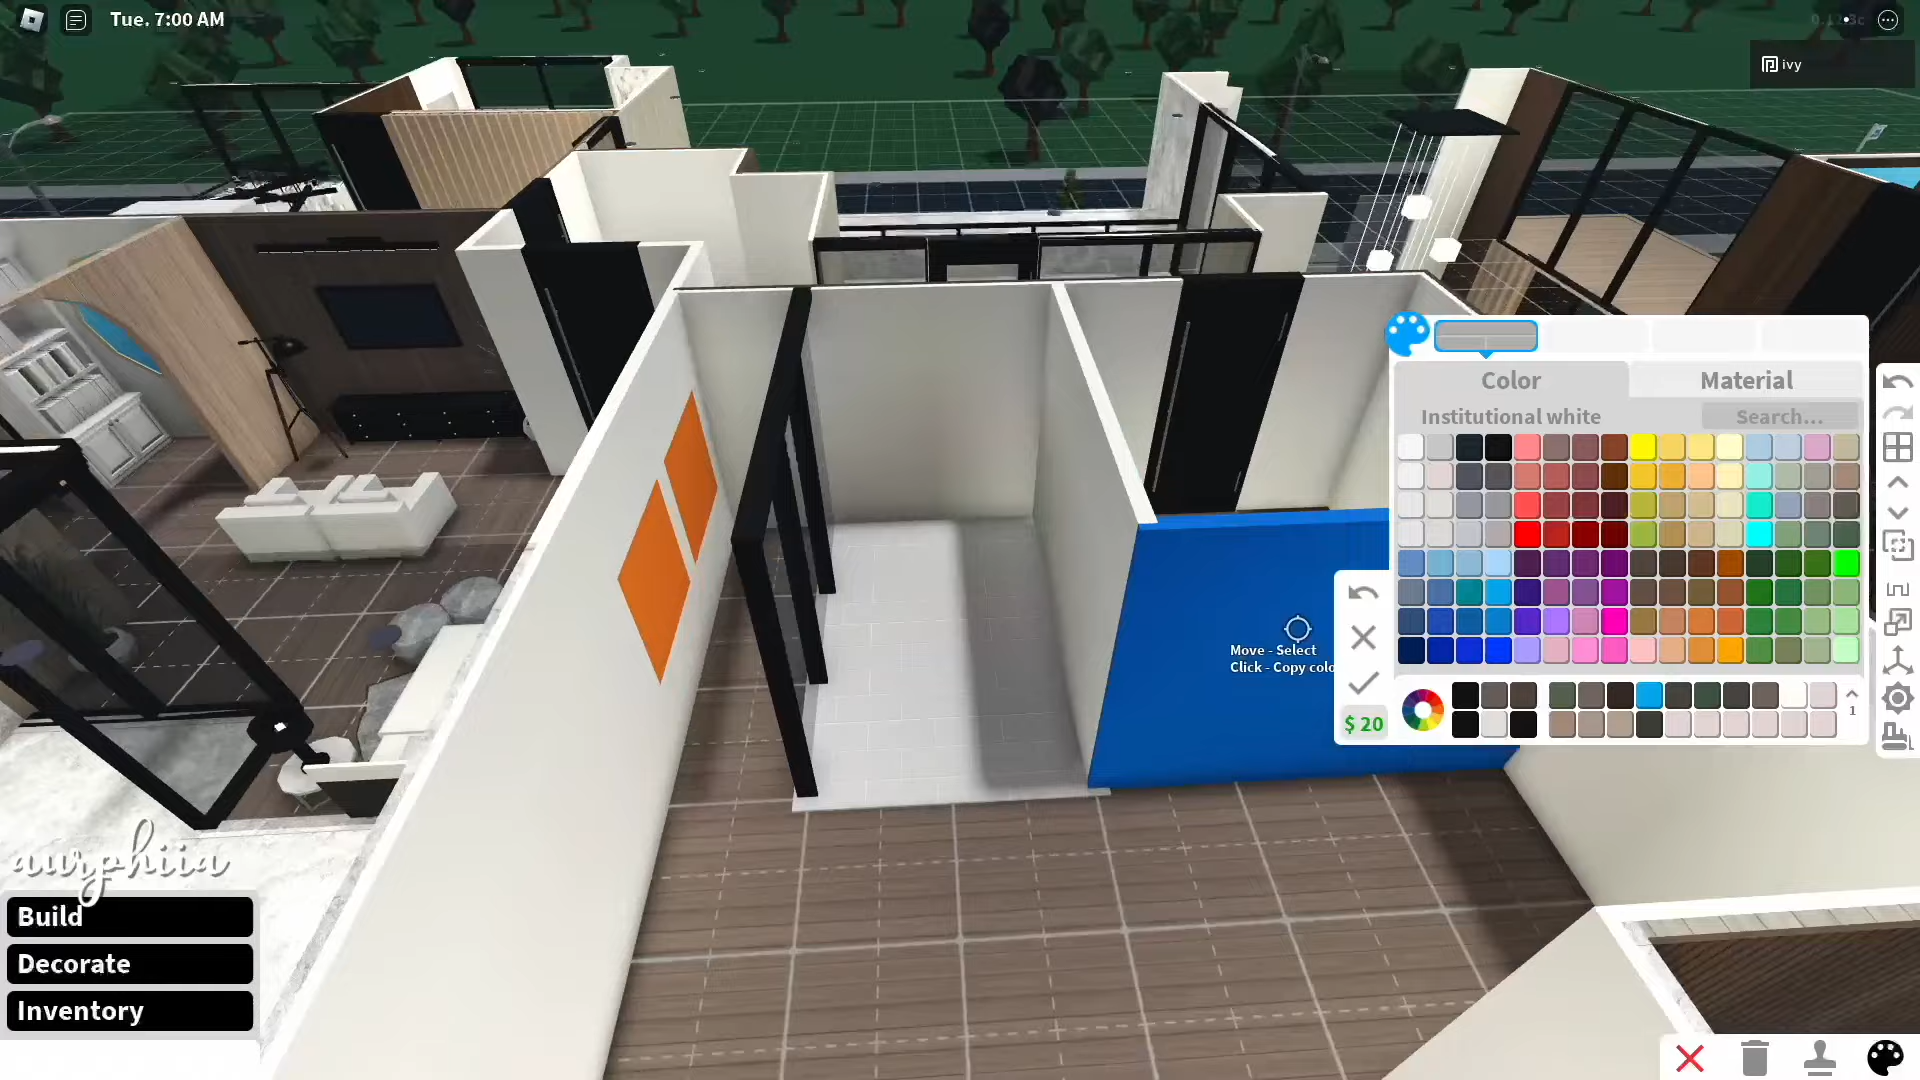 Tue. 7:00 AM
ivy
Color
Material
Institutional white
Search...
Move - Select
Click - Copy colo
$ 20
1
aurphiia
Build
Decorate
Inventory